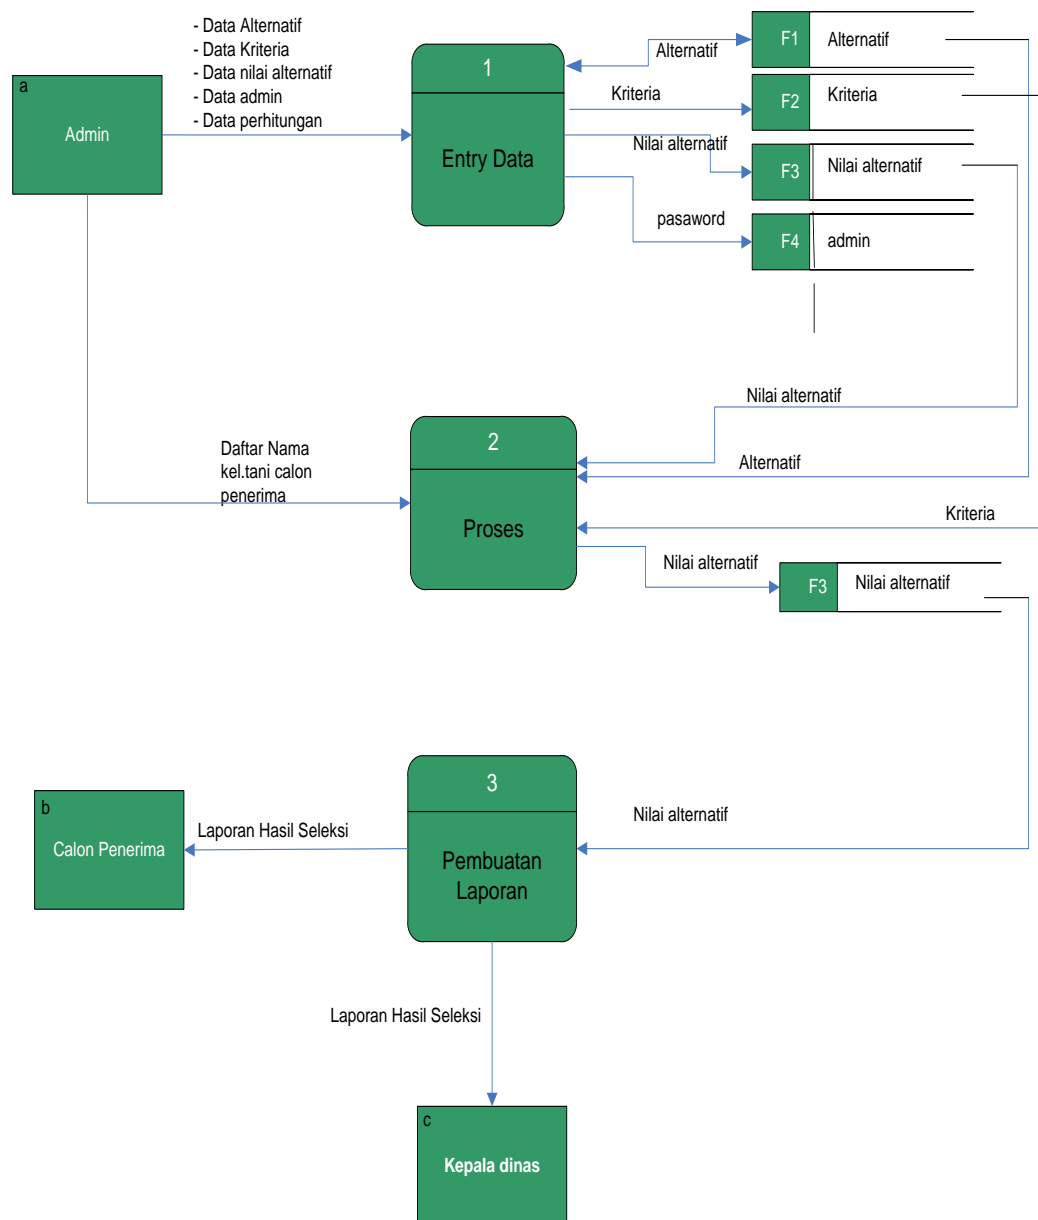 - Data Alternatif
- Data Kriteria
- Data nilai alternatif
- Data admin
- Data perhitungan
a
Admin
1
Entry Data
Alternatif
F1
Alternatif
Kriteria
F2
Kriteria
Nilai alternatif
F3
Nilai alternatif
pasaword
F4
admin
Nilai alternatif
Daftar Nama
kel.tani calon
penerima
2
Proses
Alternatif
Kriteria
Nilai alternatif
F3
Nilai alternatif
3
Pembuatan
Laporan
Nilai alternatif
b
Calon Penerima
Laporan Hasil Seleksi
Laporan Hasil Seleksi
c
Kepala dinas